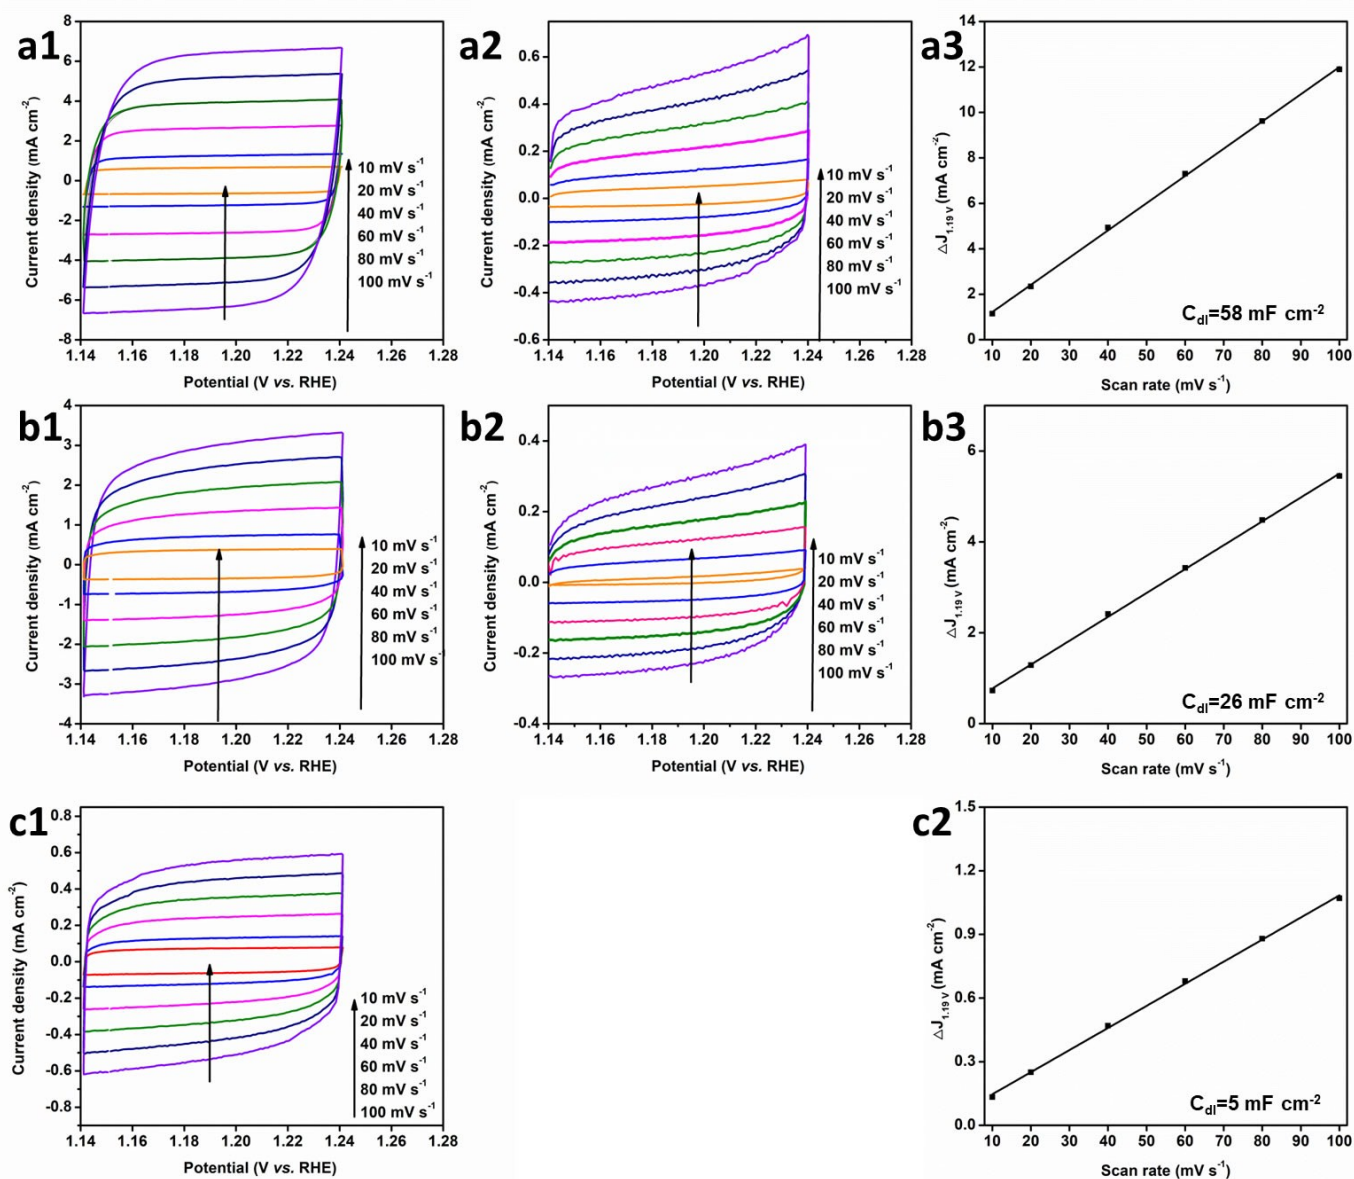 a1
8
6
4
2
0
-2
-4
-6
-8
Current density (mA cm-2)
1.14 1.16 1.18 1.20 1.22 1.24 1.26 1.28
Potential (V vs. RHE)
10 mV s-1
20 mV s-1
40 mV s-1
60 mV s-1
80 mV s-1
100 mV s-1
a2
0.6
0.4
0.2
0.0
-0.2
-0.4
-0.6
Current density (mA cm-2)
1.14 1.16 1.18 1.20 1.22 1.24 1.26 1.28
Potential (V vs. RHE)
10 mV s-1
20 mV s-1
40 mV s-1
60 mV s-1
80 mV s-1
100 mV s-1
a3
14
12
10
8
6
4
2
0
△J1.19 V (mA cm-2)
Cdl=58 mF cm-2
10 20 30 40 50 60 70 80 90 100
Scan rate (mV s-1)
b1
4
3
2
1
0
-1
-2
-3
-4
Current density (mA cm-2)
1.14 1.16 1.18 1.20 1.22 1.24 1.26 1.28
Potential (V vs. RHE)
10 mV s-1
20 mV s-1
40 mV s-1
60 mV s-1
80 mV s-1
100 mV s-1
b2
0.4
0.2
0.0
-0.2
-0.4
Current density (mA cm-2)
1.14 1.16 1.18 1.20 1.22 1.24 1.26 1.28
Potential (V vs. RHE)
10 mV s-1
20 mV s-1
40 mV s-1
60 mV s-1
80 mV s-1
100 mV s-1
b3
6
4
2
0
△J1.19 V (mA cm-2)
Cdl=26 mF cm-2
10 20 30 40 50 60 70 80 90 100
Scan rate (mV s-1)
c1
0.8
0.6
0.4
0.2
0.0
-0.2
-0.4
-0.6
-0.8
Current density (mA cm-2)
1.14 1.16 1.18 1.20 1.22 1.24 1.26 1.28
Potential (V vs. RHE)
10 mV s-1
20 mV s-1
40 mV s-1
60 mV s-1
80 mV s-1
100 mV s-1
c2
1.5
1.2
0.9
0.6
0.3
0.0
△J1.19 V (mA cm-2)
Cdl=5 mF cm-2
10 20 30 40 50 60 70 80 90 100
Scan rate (mV s-1)